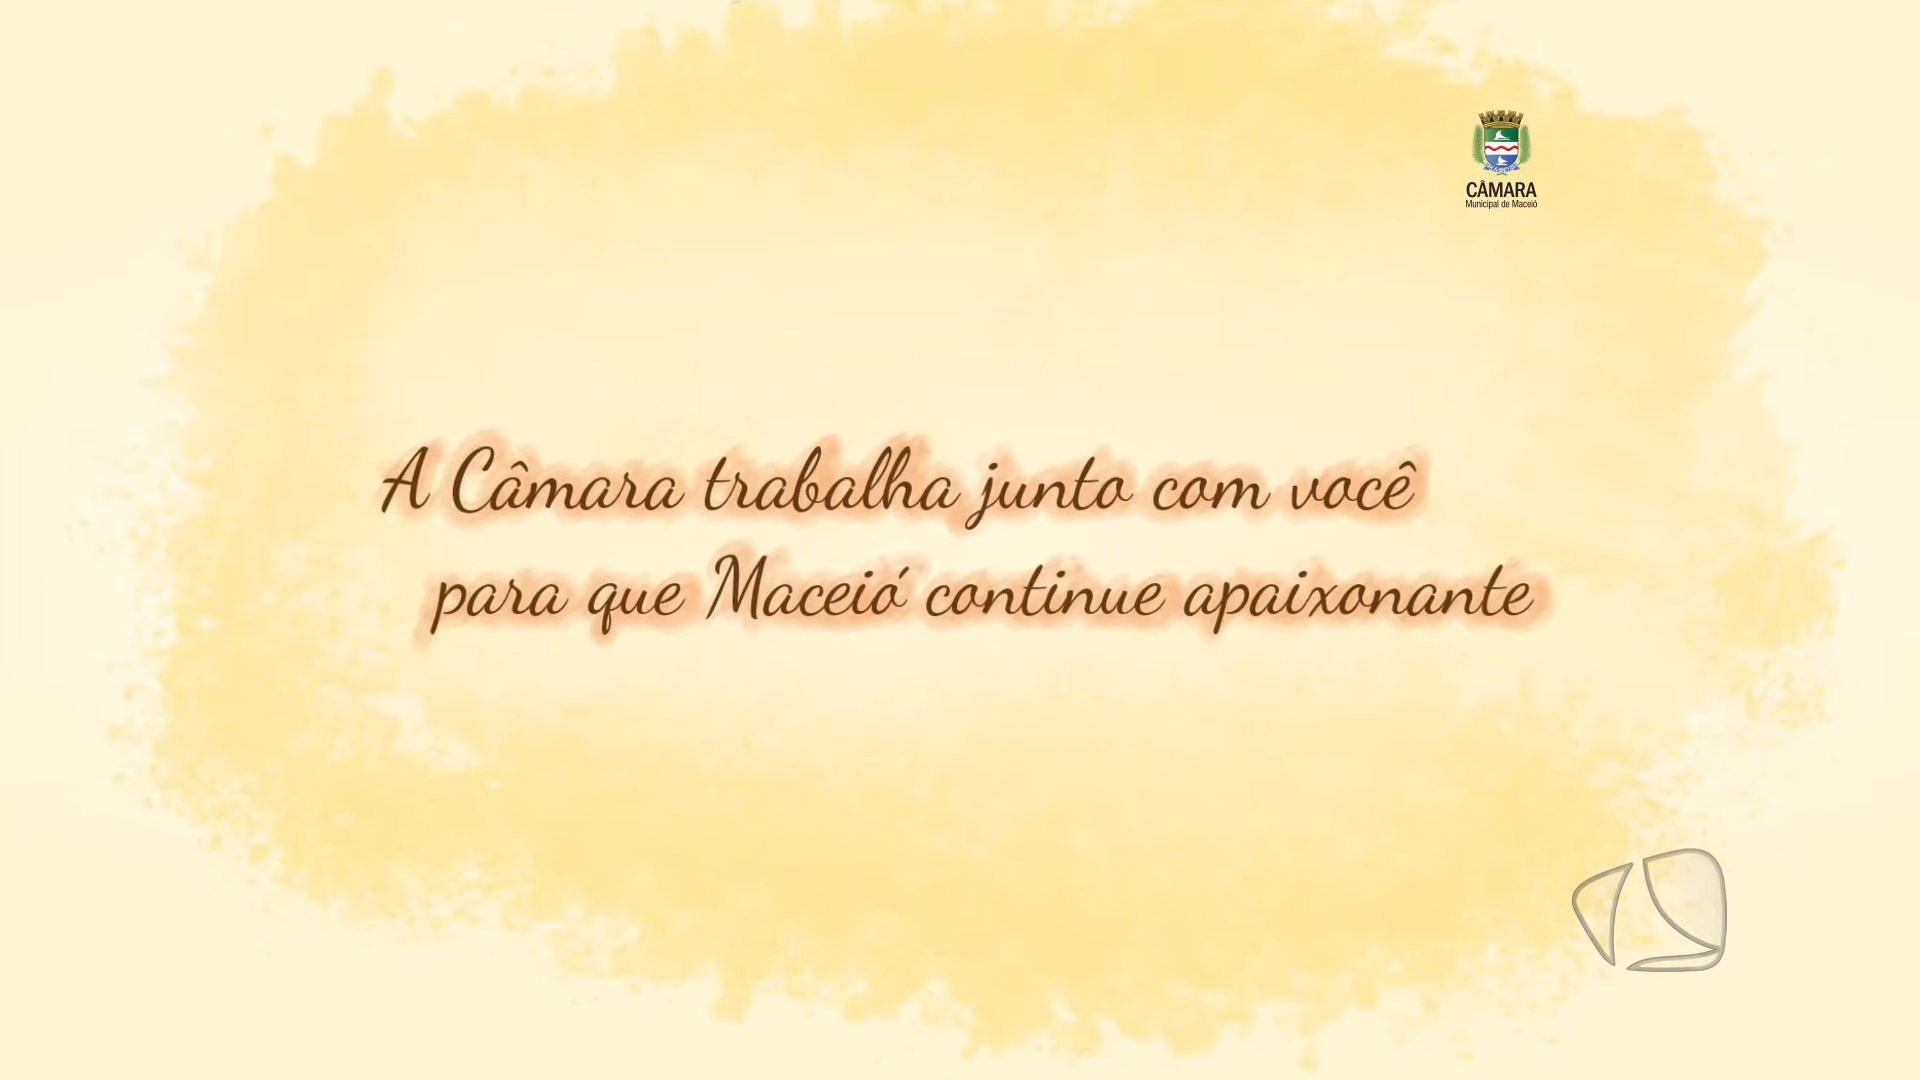 CÂMARA
Municipal de Maceió
A Câmara trabalha junto com você
para que Maceió continue apaixonante